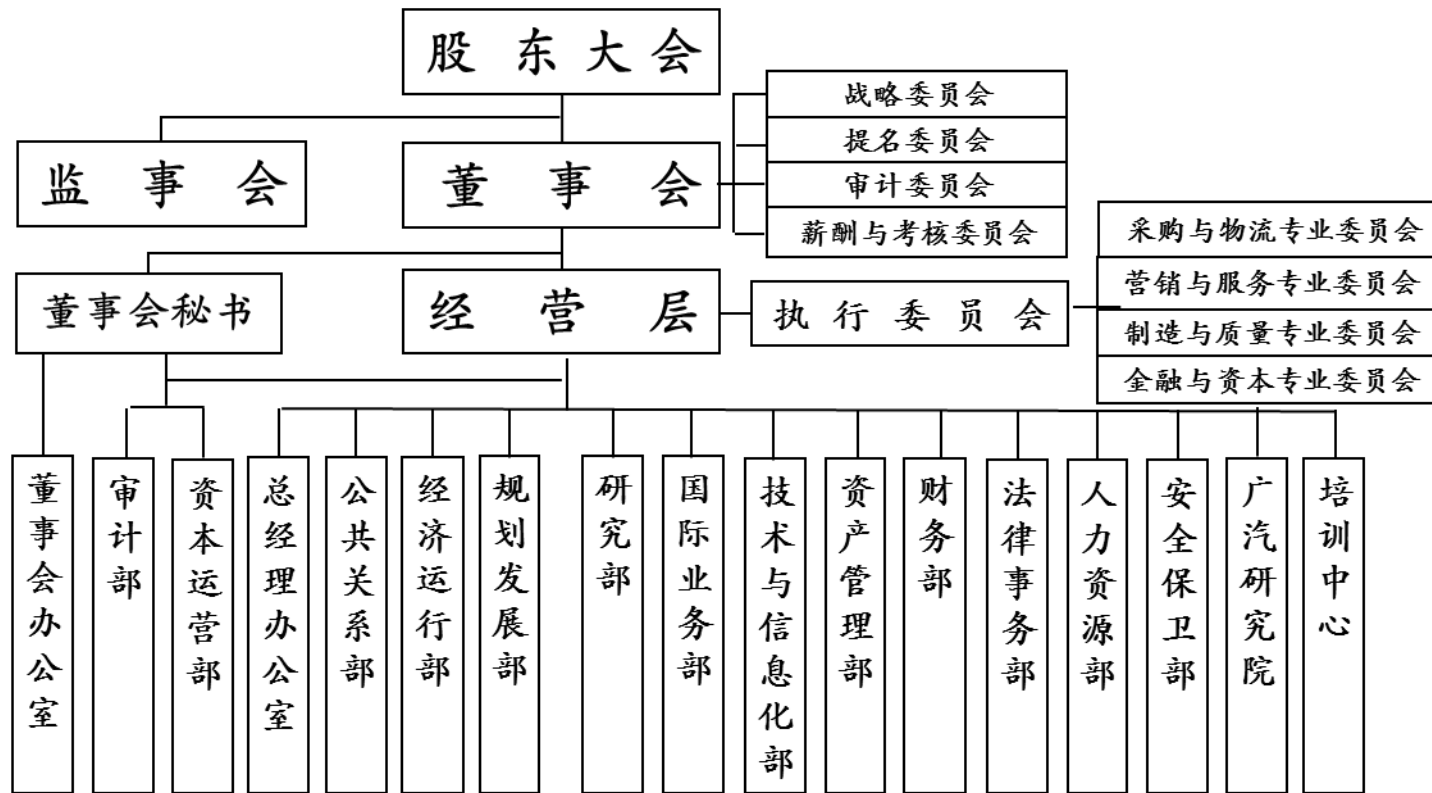 股东大会
战略委员会
提名委员会
监事会
董事会
审计委员会
薪酬与考核委员会
采购与物流专业委员会
营销与服务专业委员会
董事会秘书
经营层
执行委员会
制造与质量专业委员会
金融与资本专业委员会
董事会办公室
审计部
资本运营部
总经理办公室
公共关系部
经济运行部
规划发展部
研究部
国际业务部
技术与信息化部
资产管理部
财务部
法律事务部
人力资源部
安全保卫部
广汽研究院
培训中心